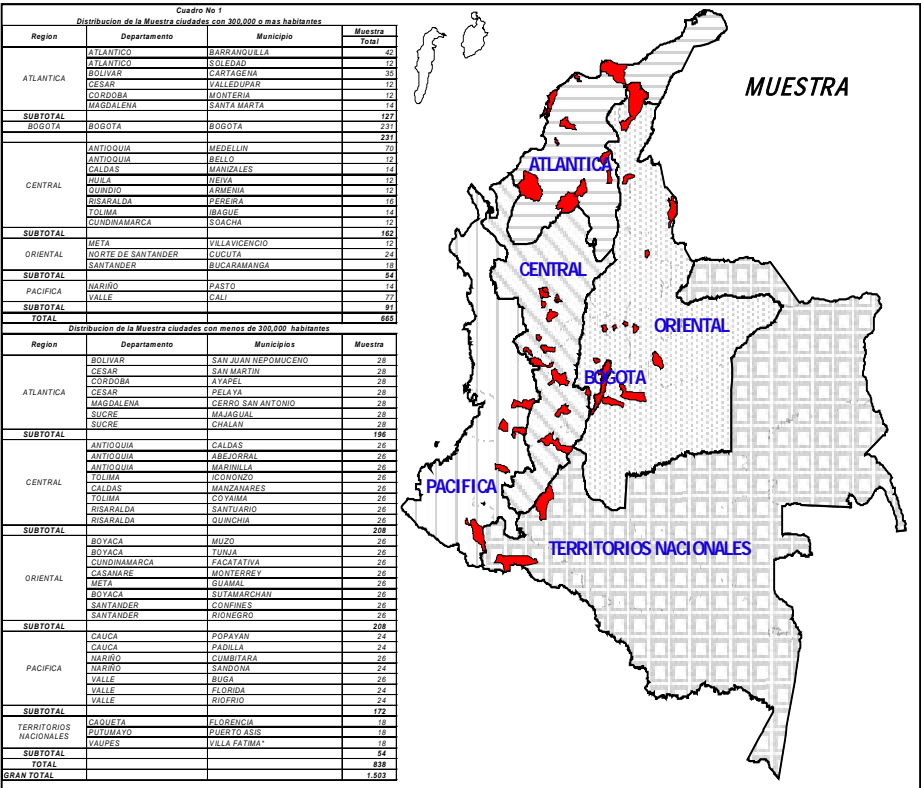 Cuadro No 1
Distribucion de la Muestra ciudades con 300,000 o mas habitantes
Region Departamento Municipio Muestra
Total
ATLANTICA
ATLANTICO BARRANQUILLA 42
ATLANTICO SOLEDAD 12
BOLIVAR CARTAGENA 35
CESAR VALLEDUPAR 12
CORDOBA MONTERIA 12
MAGDALENA SANTA MARTA 14
SUBTOTAL 127
BOGOTA BOGOTA BOGOTA 231
231
CENTRAL
ANTIOQUIA MEDELLIN 70
ANTIOQUIA BELLO 12
CALDAS MANIZALES 14
HUILA NEIVA 12
QUINDIO ARMENIA 12
RISARALDA PEREIRA 16
TOLIMA IBAGUE 14
CUNDINAMARCA SOACHA 12
SUBTOTAL 162
ORIENTAL
META VILLAVICENCIO 12
NORTE DE SANTANDER CUCUTA 24
SANTANDER BUCARAMANGA 18
SUBTOTAL 54
PACIFICA
NARIÑO PASTO 14
VALLE CALI 77
SUBTOTAL 91
TOTAL 665
Distribucion de la Muestra ciudades con menos de 300,000 habitantes
Region Departamento Municipios Muestra
ATLANTICA
BOLIVAR SAN JUAN NEPOMUCENO 28
CESAR SAN MARTIN 28
CORDOBA AYAPEL 28
CESAR PELAYA 28
MAGDALENA CERRO SAN ANTONIO 28
SUCRE MAJAGUAL 28
SUCRE CHALAN 28
SUBTOTAL 196
CENTRAL
ANTIOQUIA CALDAS 26
ANTIOQUIA ABEJORRAL 26
ANTIOQUIA MARINILLA 26
TOLIMA ICONONZO 26
CALDAS MANZANARES 26
TOLIMA COYAIMA 26
RISARALDA SANTUARIO 26
RISARALDA QUINCHIA 26
SUBTOTAL 208
ORIENTAL
BOYACA MUZO 26
BOYACA TUNJA 26
CUNDINAMARCA FACATATIVA 26
CASANARE MONTERREY 26
META GUAMAL 26
BOYACA SUTAMARCHAN 26
SANTANDER CONFINES 26
SANTANDER RIONEGRO 26
SUBTOTAL 208
PACIFICA
CAUCA POPAYAN 24
CAUCA PADILLA 24
NARIÑO CUMBITARA 26
NARIÑO SANDONA 24
VALLE BUGA 26
VALLE FLORIDA 24
VALLE RIOFRIO 24
SUBTOTAL 172
TERRITORIOS
NACIONALES
CAQUETA FLORENCIA 18
PUTUMAYO PUERTO ASIS 18
VAUPES VILLA FATIMA* 18
SUBTOTAL 54
TOTAL 838
GRAN TOTAL 1.503
MUESTRA
ATLANTICA
CENTRAL
ORIENTAL
BOGOTA
PACIFICA
TERRITORIOS NACIONALES